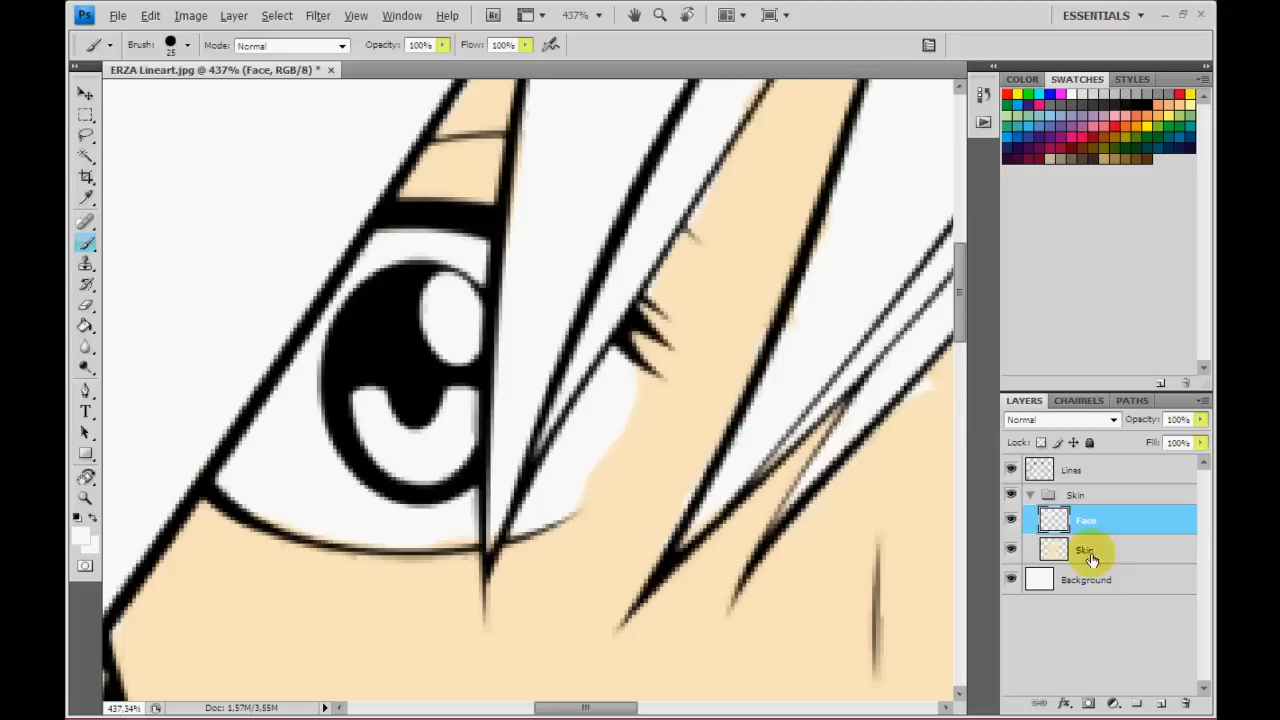 Ps File Edit Image Layer Select Filter View Window Help Br 437% ESSENTIALS
Brush: 25 Mode: Normal Opacity: 100% Flow: 100%
ERZA Lineart.jpg @ 437% (Face, RGB/8) *
COLOR SWATCHES STYLES
LAYERS CHANNELS PATHS
Normal Opacity: 100%
Lock: Fill: 100%
Lines
Skin
Face
Skin
Background
437,34% Doc: 1,57M/3,55M